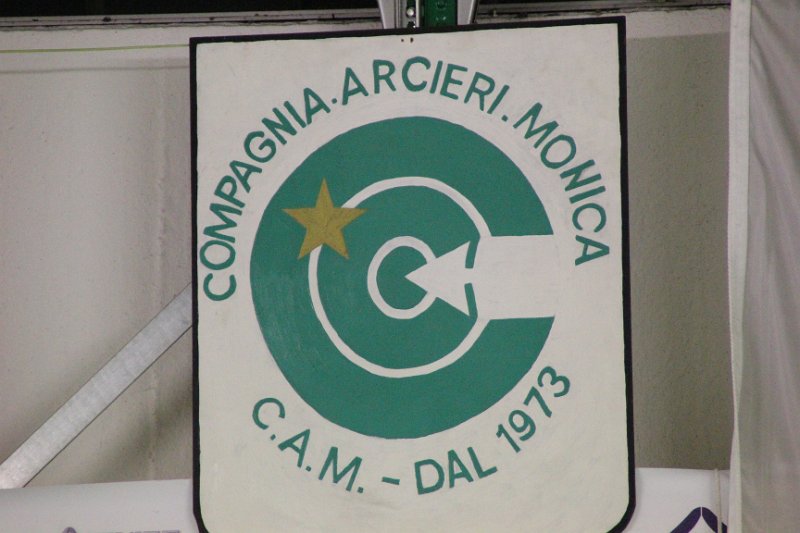 COMPAGNIA.ARCIERI.MONICA
C.A.M. - DAL 1973